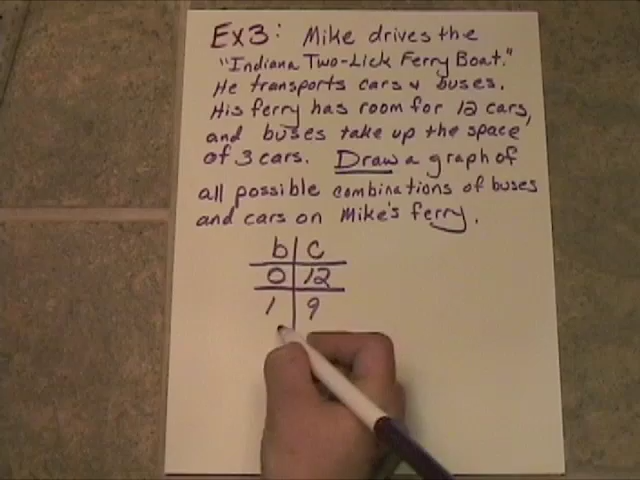 Ex3: Mike drives the
"Indiana Two-Lick Ferry Boat."
He transports cars & buses.
His ferry has room for 12 cars,
and buses take up the space
of 3 cars. Draw a graph of
all possible combinations of buses
and cars on Mike's ferry.
b c
0 12
1 9